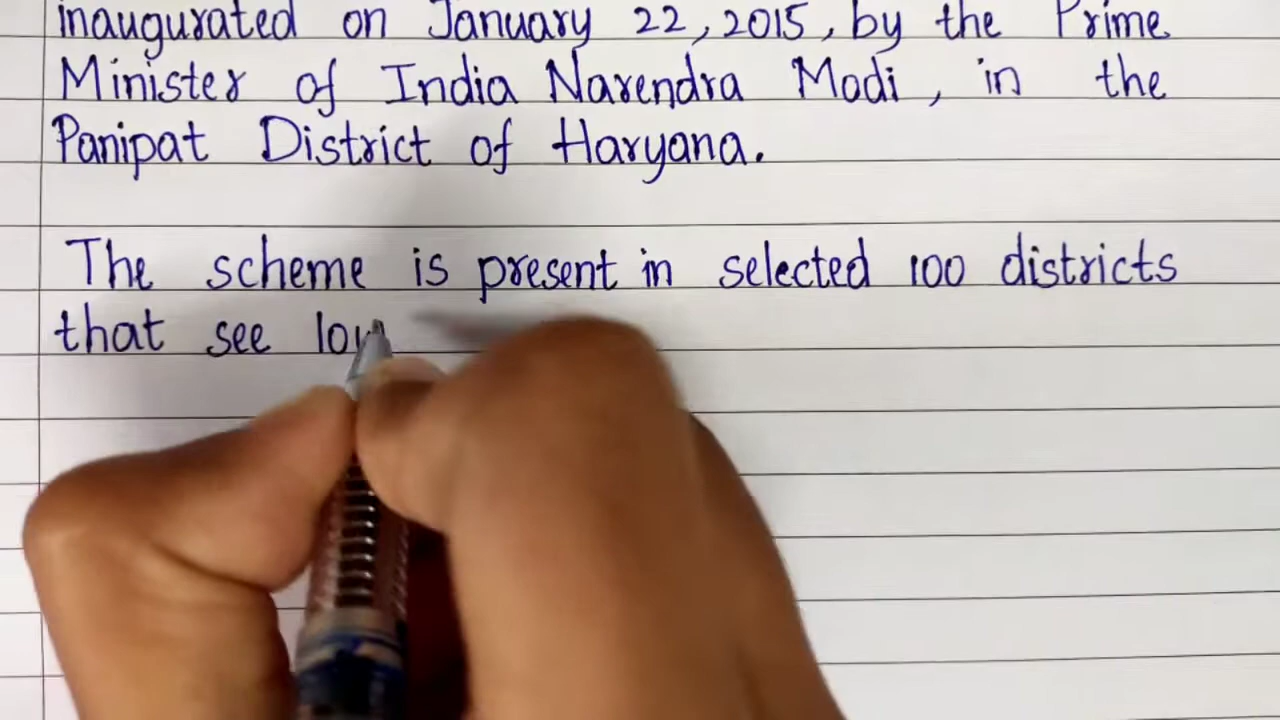 inaugurated on January 22, 2015, by the Prime
Minister of India Narendra Modi, in the
Panipat District of Haryana.
The scheme is present in selected 100 districts
that see